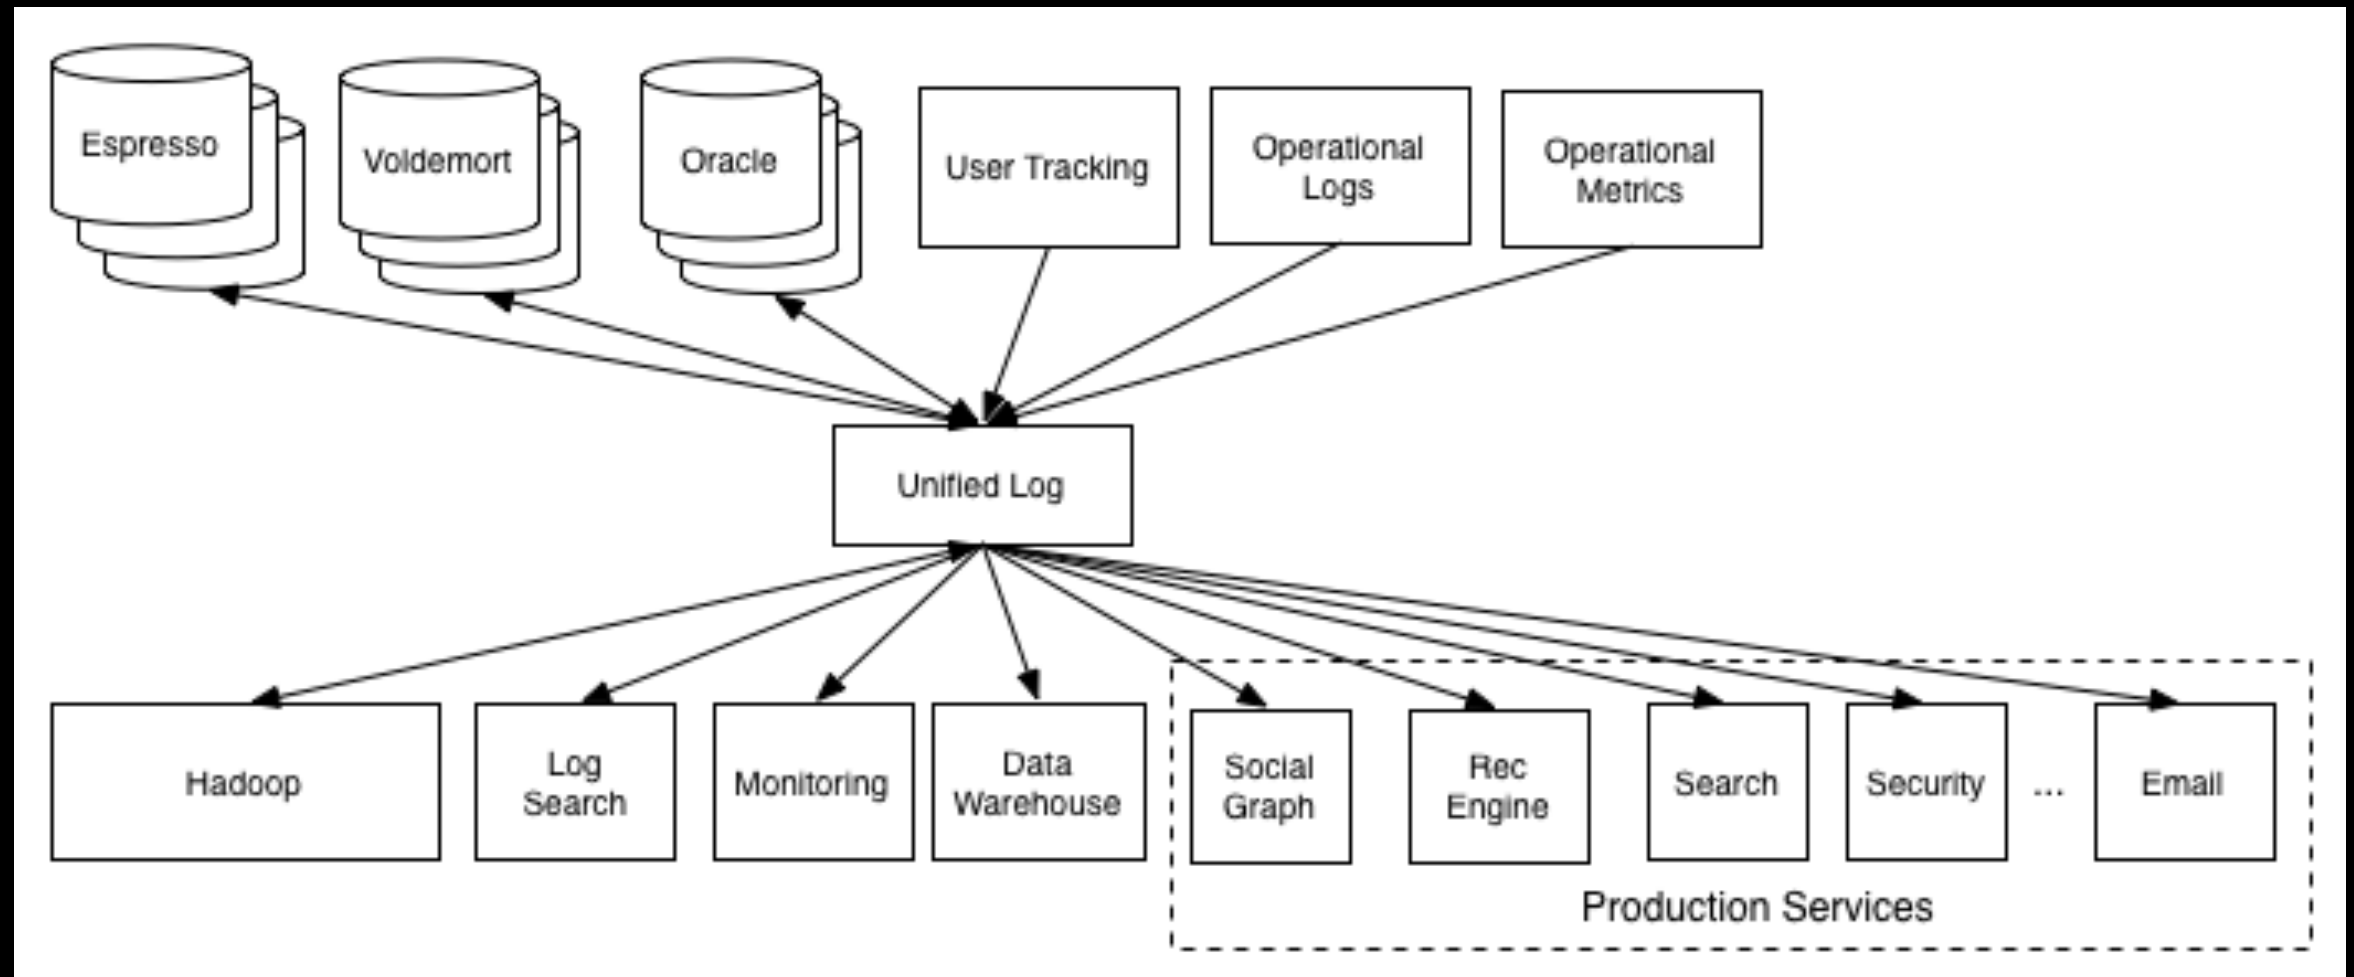 Espresso
Voldemort
Oracle
User Tracking
Operational
Logs
Operational
Metrics
Unified Log
Hadoop
Log
Search
Monitoring
Data
Warehouse
Social
Graph
Rec
Engine
Search
Security
...
Email
Production Services